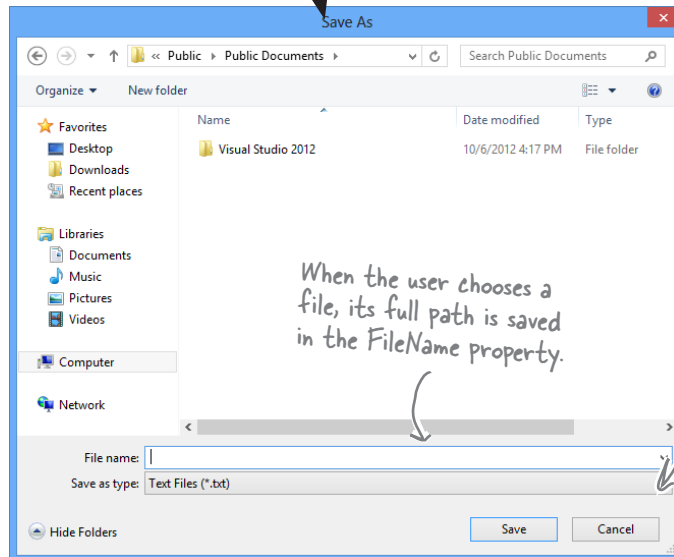 Save As
« Public Public Documents
Search Public Documents
Organize
New folder
Name
Date modified
Type
Favorites
Desktop
Downloads
Recent places
Libraries
Documents
Music
Pictures
Videos
Computer
Network
Visual Studio 2012
10/6/2012 4:17 PM
File folder
When the user chooses a
file, its full path is saved
in the FileName property.
File name:
Save as type: Text Files (*.txt)
Hide Folders
Save
Cancel